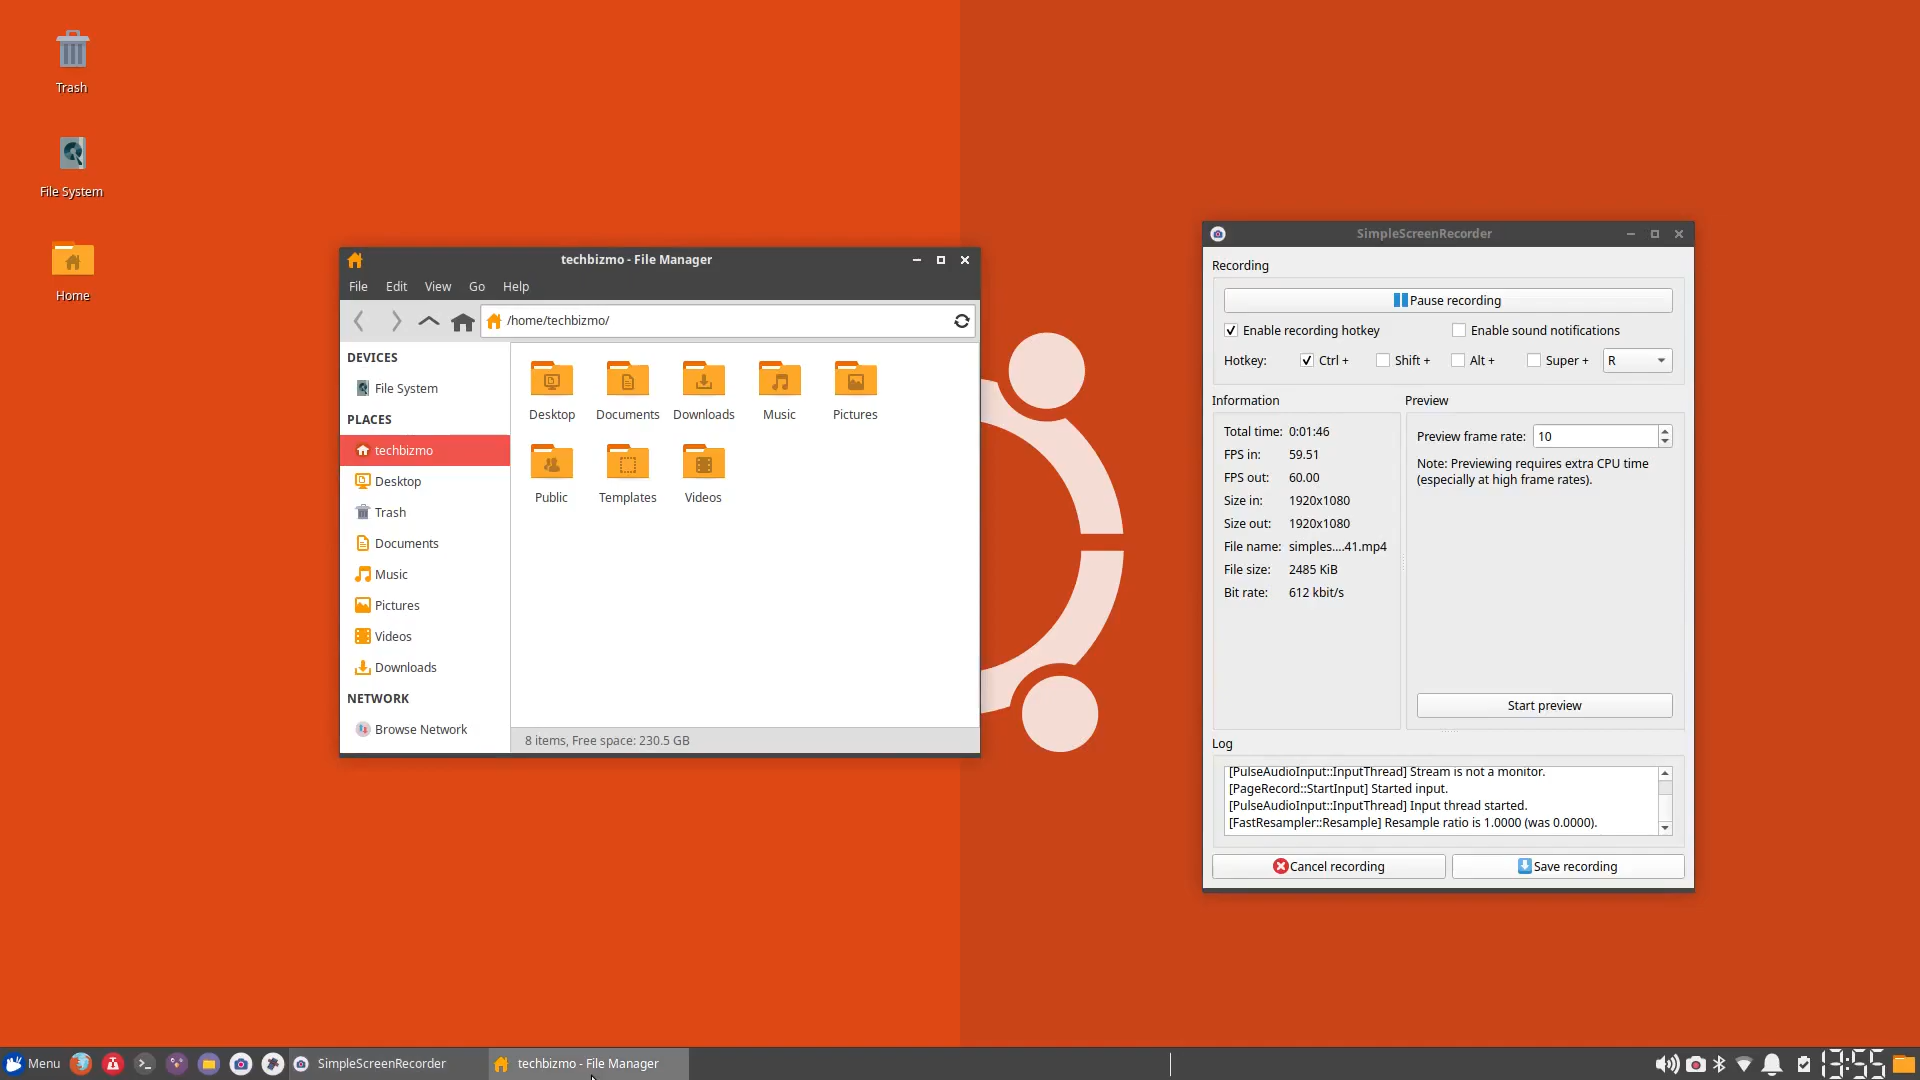 Trash
File System
Home
techbizmo - File Manager
File Edit View Go Help
/home/techbizmo/
DEVICES
File System
PLACES
techbizmo
Desktop
Trash
Documents
Music
Pictures
Videos
Downloads
NETWORK
Browse Network
Desktop Documents Downloads Music Pictures
Public Templates Videos
8 items, Free space: 230.5 GB
SimpleScreenRecorder
Recording
Pause recording
Enable recording hotkey Enable sound notifications
Hotkey: Ctrl + Shift + Alt + Super + R
Information
Total time: 0:01:46
FPS in: 59.51
FPS out: 60.00
Size in: 1920x1080
Size out: 1920x1080
File name: simples....41.mp4
File size: 2485 KiB
Bit rate: 612 kbit/s
Preview
Preview frame rate: 10
Note: Previewing requires extra CPU time
(especially at high frame rates).
Start preview
Log
[PulseAudioInput::InputThread] Stream is not a monitor.
[PageRecord::StartInput] Started input.
[PulseAudioInput::InputThread] Input thread started.
[FastResampler::Resample] Resample ratio is 1.0000 (was 0.0000).
Cancel recording Save recording
Menu SimpleScreenRecorder techbizmo - File Manager 13:55